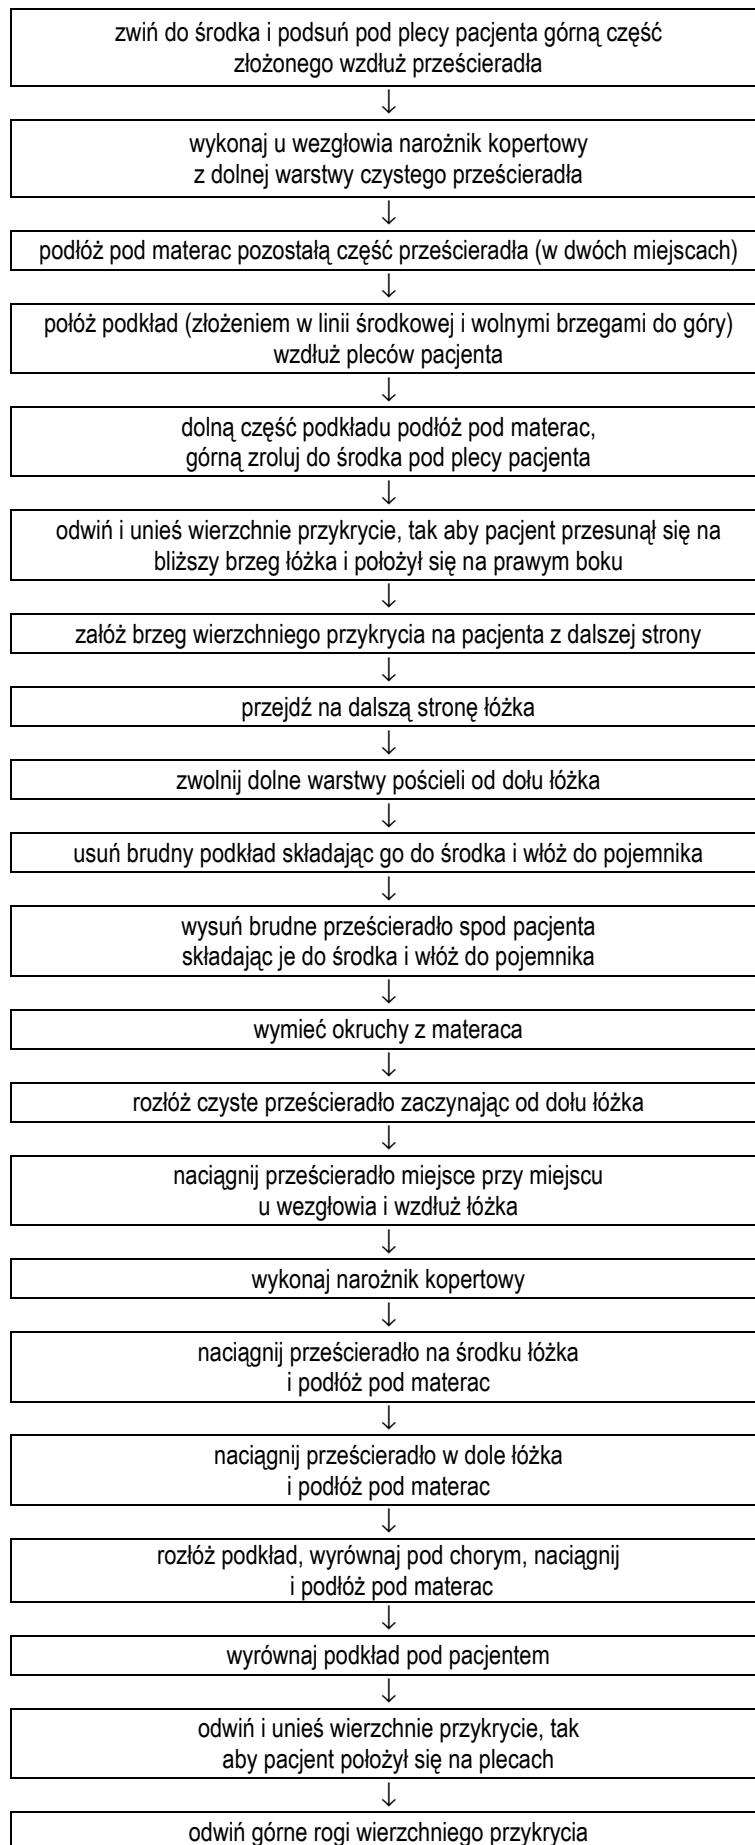 zwiń do środka i podsuń pod plecy pacjenta górną część
złożonego wzdłuż prześcieradła
↓
wykonaj u wezgłowia narożnik kopertowy
z dolnej warstwy czystego prześcieradła
↓
podłóż pod materac pozostałą część prześcieradła (w dwóch miejscach)
↓
połóż podkład (złożeniem w linii środkowej i wolnymi brzegami do góry)
wzdłuż pleców pacjenta
↓
dolną część podkładu podłóż pod materac,
górną zroluj do środka pod plecy pacjenta
↓
odwiń i unieś wierzchnie przykrycie, tak aby pacjent przesunął się na
bliższy brzeg łóżka i położył się na prawym boku
↓
załóż brzeg wierzchniego przykrycia na pacjenta z dalszej strony
↓
przejdź na dalszą stronę łóżka
↓
zwolnij dolne warstwy pościeli od dołu łóżka
↓
usuń brudny podkład składając go do środka i włóż do pojemnika
↓
wysuń brudne prześcieradło spod pacjenta
składając je do środka i włóż do pojemnika
↓
wymieć okruchy z materaca
↓
rozłóż czyste prześcieradło zaczynając od dołu łóżka
↓
naciągnij prześcieradło miejsce przy miejscu
u wezgłowia i wzdłuż łóżka
↓
wykonaj narożnik kopertowy
↓
naciągnij prześcieradło na środku łóżka
i podłóż pod materac
↓
naciągnij prześcieradło w dole łóżka
i podłóż pod materac
↓
rozłóż podkład, wyrównaj pod chorym, naciągnij
i podłóż pod materac
↓
wyrównaj podkład pod pacjentem
↓
odwiń i unieś wierzchnie przykrycie, tak
aby pacjent położył się na plecach
↓
odwiń górne rogi wierzchniego przykrycia